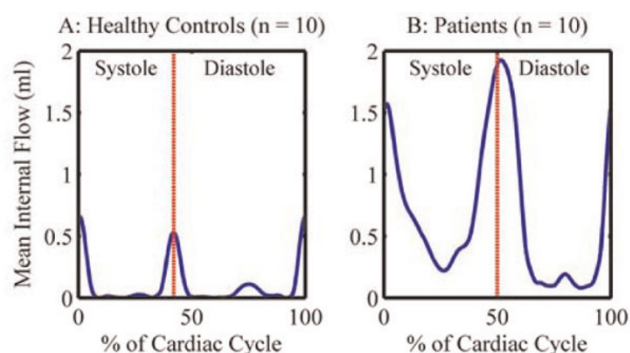 A: Healthy Controls (n = 10)
B: Patients (n = 10)
Mean Internal Flow (ml)
2
1.5
1
0.5
0
Systole
Diastole
0
50
100
% of Cardiac Cycle
2
1.5
1
0.5
0
Systole
Diastole
0
50
100
% of Cardiac Cycle